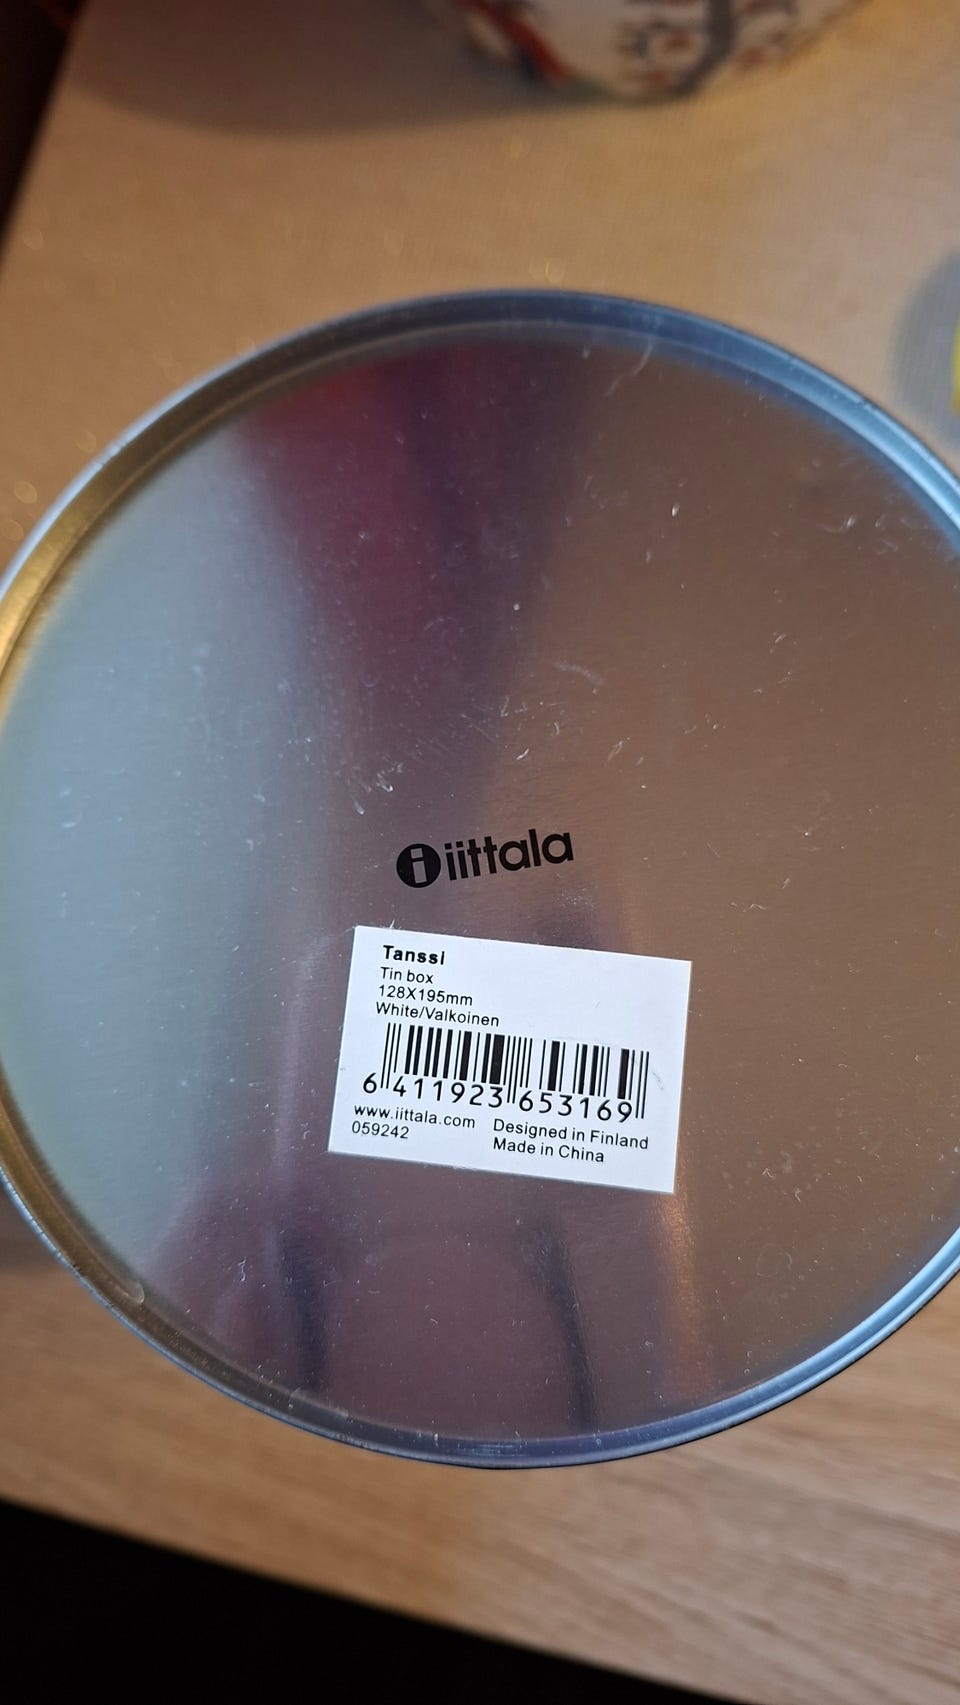 iittala
Tanssi
Tin box
128X195mm
White/Valkoinen
6 411923 653169
www.iittala.com
059242
Designed in Finland
Made in China